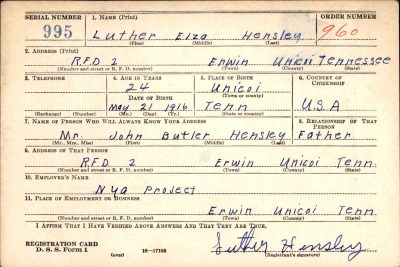 SERIAL NUMBER 1. NAME (Print) ORDER NUMBER
995 Luther Elza Hensley 960
(First) (Middle) (Last)
2. ADDRESS (Print)
R.F.D 2 Erwin Unicoi Tennessee
(Number and street or R. F. D. number) (Town) (County) (State)
3. TELEPHONE 4. AGE IN YEARS 5. PLACE OF BIRTH 6. COUNTRY OF CITIZENSHIP
24 Unicoi
DATE OF BIRTH (Town or county)
May 21 1916 Tenn U.S.A
(Exchange) (Number) (Mo.) (Day) (Yr.) (State or country)
7. NAME OF PERSON WHO WILL ALWAYS KNOW YOUR ADDRESS 8. RELATIONSHIP OF THAT PERSON
Mr. John Butler Hensley Father
(Mr., Mrs., Miss) (First) (Middle) (Last)
9. ADDRESS OF THAT PERSON
R.F.D. 2 Erwin Unicoi Tenn.
(Number and street or R. F. D. number) (Town) (County) (State)
10. EMPLOYER'S NAME
Nya Project
11. PLACE OF EMPLOYMENT OR BUSINESS
Erwin Unicoi Tenn
(Number and street or R. F. D. number) (Town) (County) (State)
I AFFIRM THAT I HAVE VERIFIED ABOVE ANSWERS AND THAT THEY ARE TRUE.
REGISTRATION CARD
D. S. S. Form 1 (over) 16—17105 Luther Hensley
(Registrant's signature)